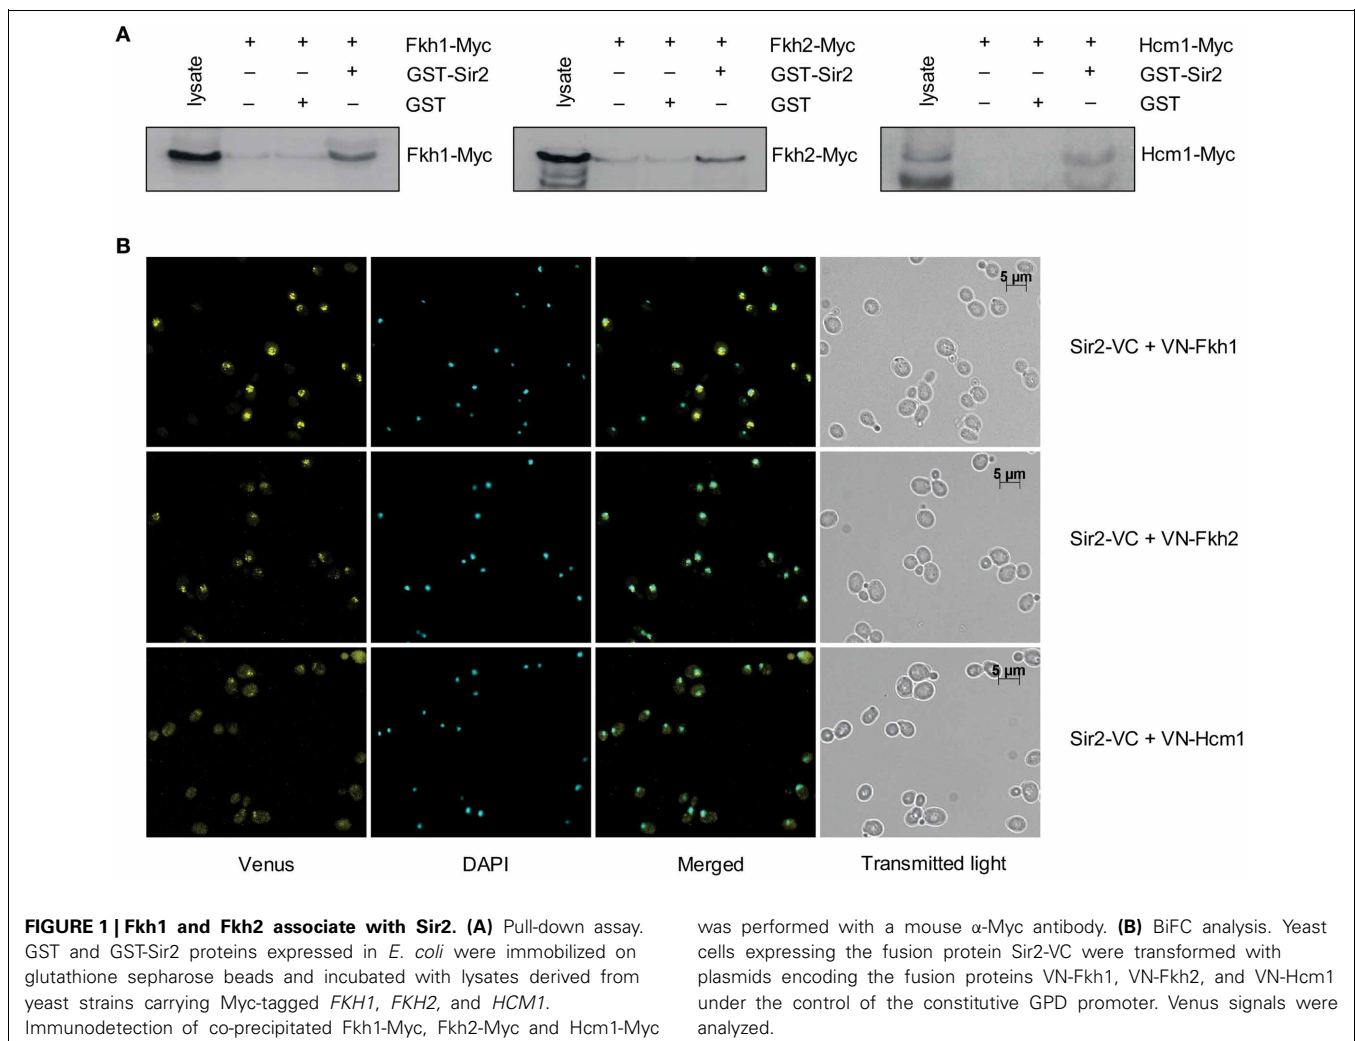 A
lysate + + + Fkh1-Myc
– – + GST-Sir2
– + – GST
Fkh1-Myc
lysate + + + Fkh2-Myc
– – + GST-Sir2
– + – GST
Fkh2-Myc
lysate + + + Hcm1-Myc
– – + GST-Sir2
– + – GST
Hcm1-Myc
B
5 µm
Sir2-VC + VN-Fkh1
5 µm
Sir2-VC + VN-Fkh2
5 µm
Sir2-VC + VN-Hcm1
Venus DAPI Merged Transmitted light
FIGURE 1 | Fkh1 and Fkh2 associate with Sir2. (A) Pull-down assay.
GST and GST-Sir2 proteins expressed in E. coli were immobilized on
glutathione sepharose beads and incubated with lysates derived from
yeast strains carrying Myc-tagged FKH1, FKH2, and HCM1.
Immunodetection of co-precipitated Fkh1-Myc, Fkh2-Myc and Hcm1-Myc
was performed with a mouse α-Myc antibody. (B) BiFC analysis. Yeast
cells expressing the fusion protein Sir2-VC were transformed with
plasmids encoding the fusion proteins VN-Fkh1, VN-Fkh2, and VN-Hcm1
under the control of the constitutive GPD promoter. Venus signals were
analyzed.